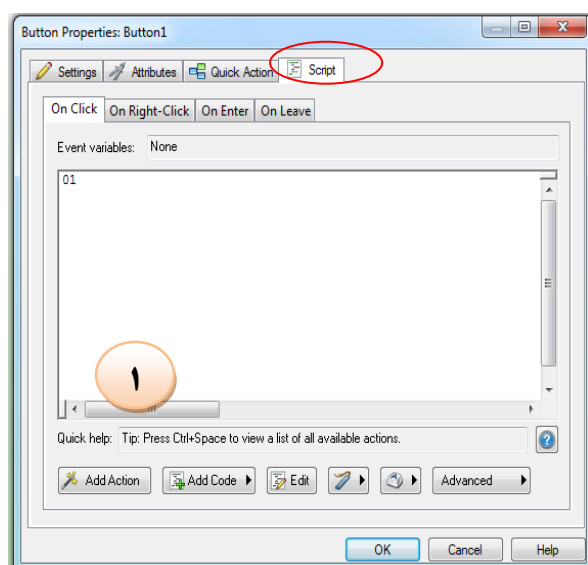 Button Properties: Button1
Settings Attributes Quick Action Script
On Click On Right-Click On Enter On Leave
Event variables: None
01
١
Quick help: Tip: Press Ctrl+Space to view a list of all available actions.
Add Action Add Code Edit Advanced
OK Cancel Help